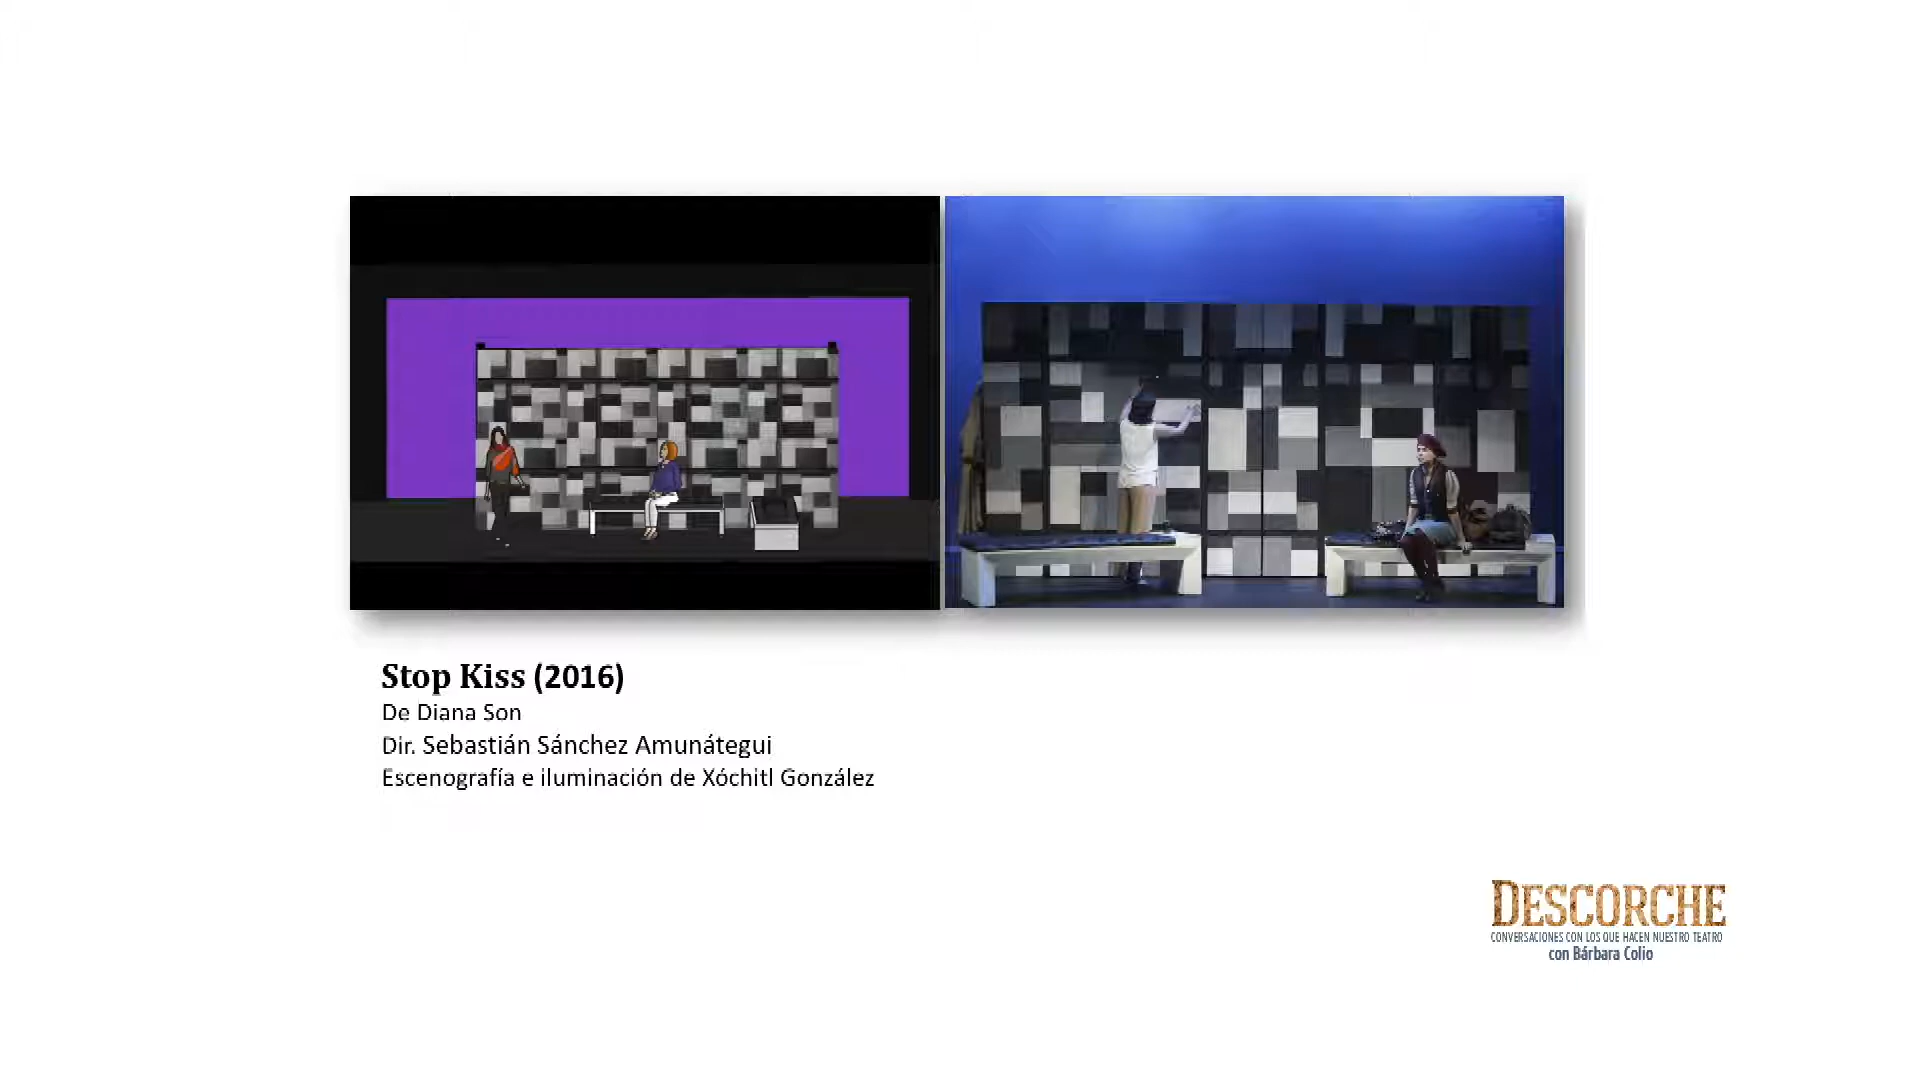 Stop Kiss (2016)
De Diana Son
Dir. Sebastián Sánchez Amunátegui
Escenografía e iluminación de Xóchitl González
DESCORCHE
CONVERSACIONES CON LOS QUE HACEN NUESTRO TEATRO
con Bárbara Colio